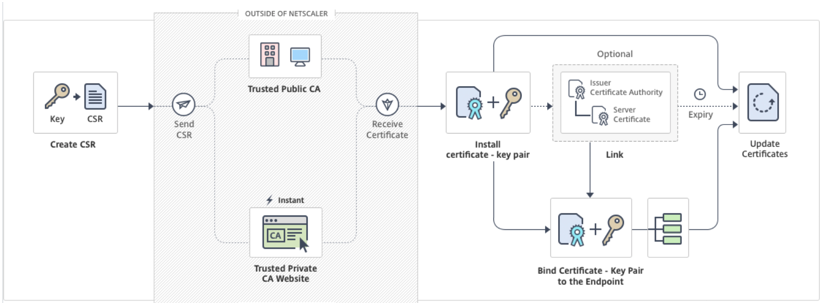 OUTSIDE OF NETSCALER
Key
CSR
Create CSR
Send
CSR
Trusted Public CA
Instant
CA
Trusted Private
CA Website
Receive
Certificate
Install
certificate - key pair
Optional
Issuer
Certificate Authority
Server
Certificate
Link
Expiry
Update
Certificates
Bind Certificate - Key Pair
to the Endpoint